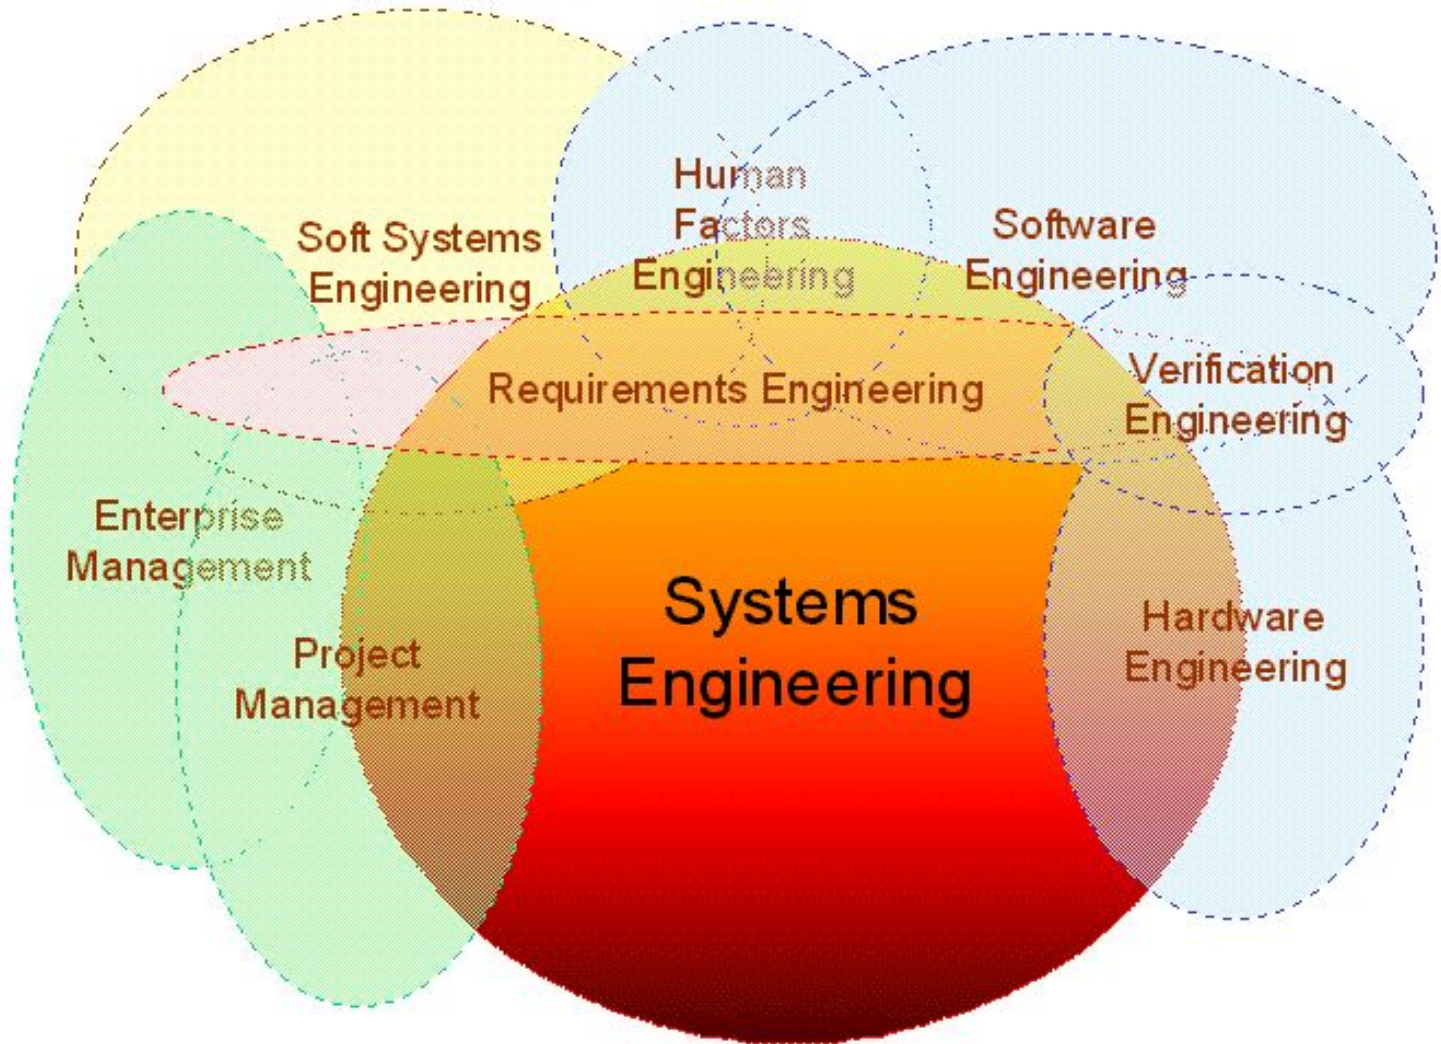 Human
Factors
Engineering
Soft Systems
Engineering
Software
Engineering
Requirements Engineering
Verification
Engineering
Enterprise
Management
Systems
Engineering
Hardware
Engineering
Project
Management